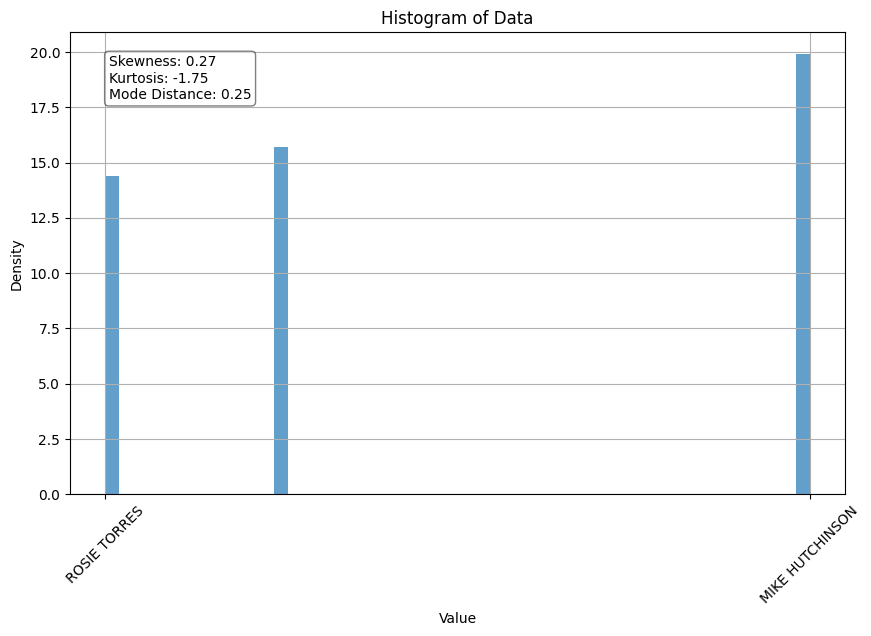 Histogram of Data
Skewness: 0.27
Kurtosis: -1.75
Mode Distance: 0.25
20.0
17.5
15.0
12.5
10.0
7.5
5.0
2.5
0.0
Density
ROSIE TORRES
MIKE HUTCHINSON
Value